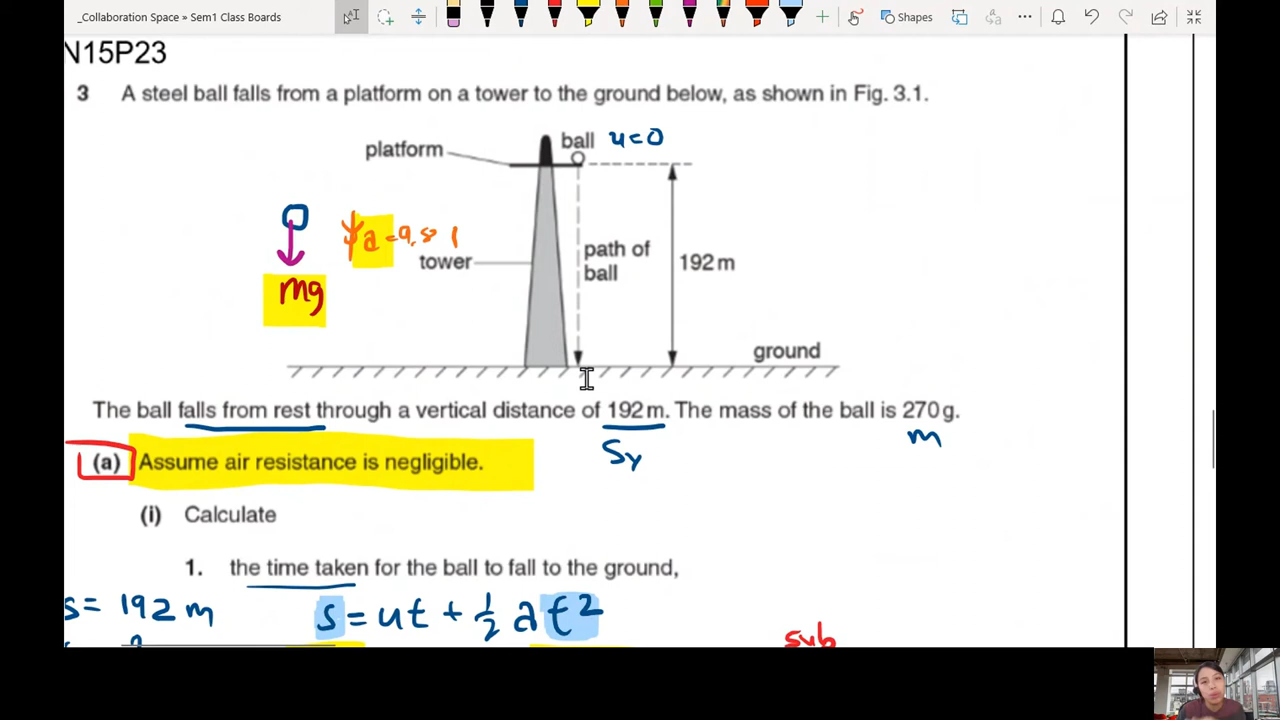 _Collaboration Space » Sem1 Class Boards
Shapes
N15P23
3 A steel ball falls from a platform on a tower to the ground below, as shown in Fig. 3.1.
platform
ball u=0
a=9.81
mg
tower
path of
ball
192 m
ground
The ball falls from rest through a vertical distance of 192 m. The mass of the ball is 270 g.
m
Sy
(a) Assume air resistance is negligible.
(i) Calculate
1. the time taken for the ball to fall to the ground,
s = 192 m
s = ut + 1/2 a t²
sub